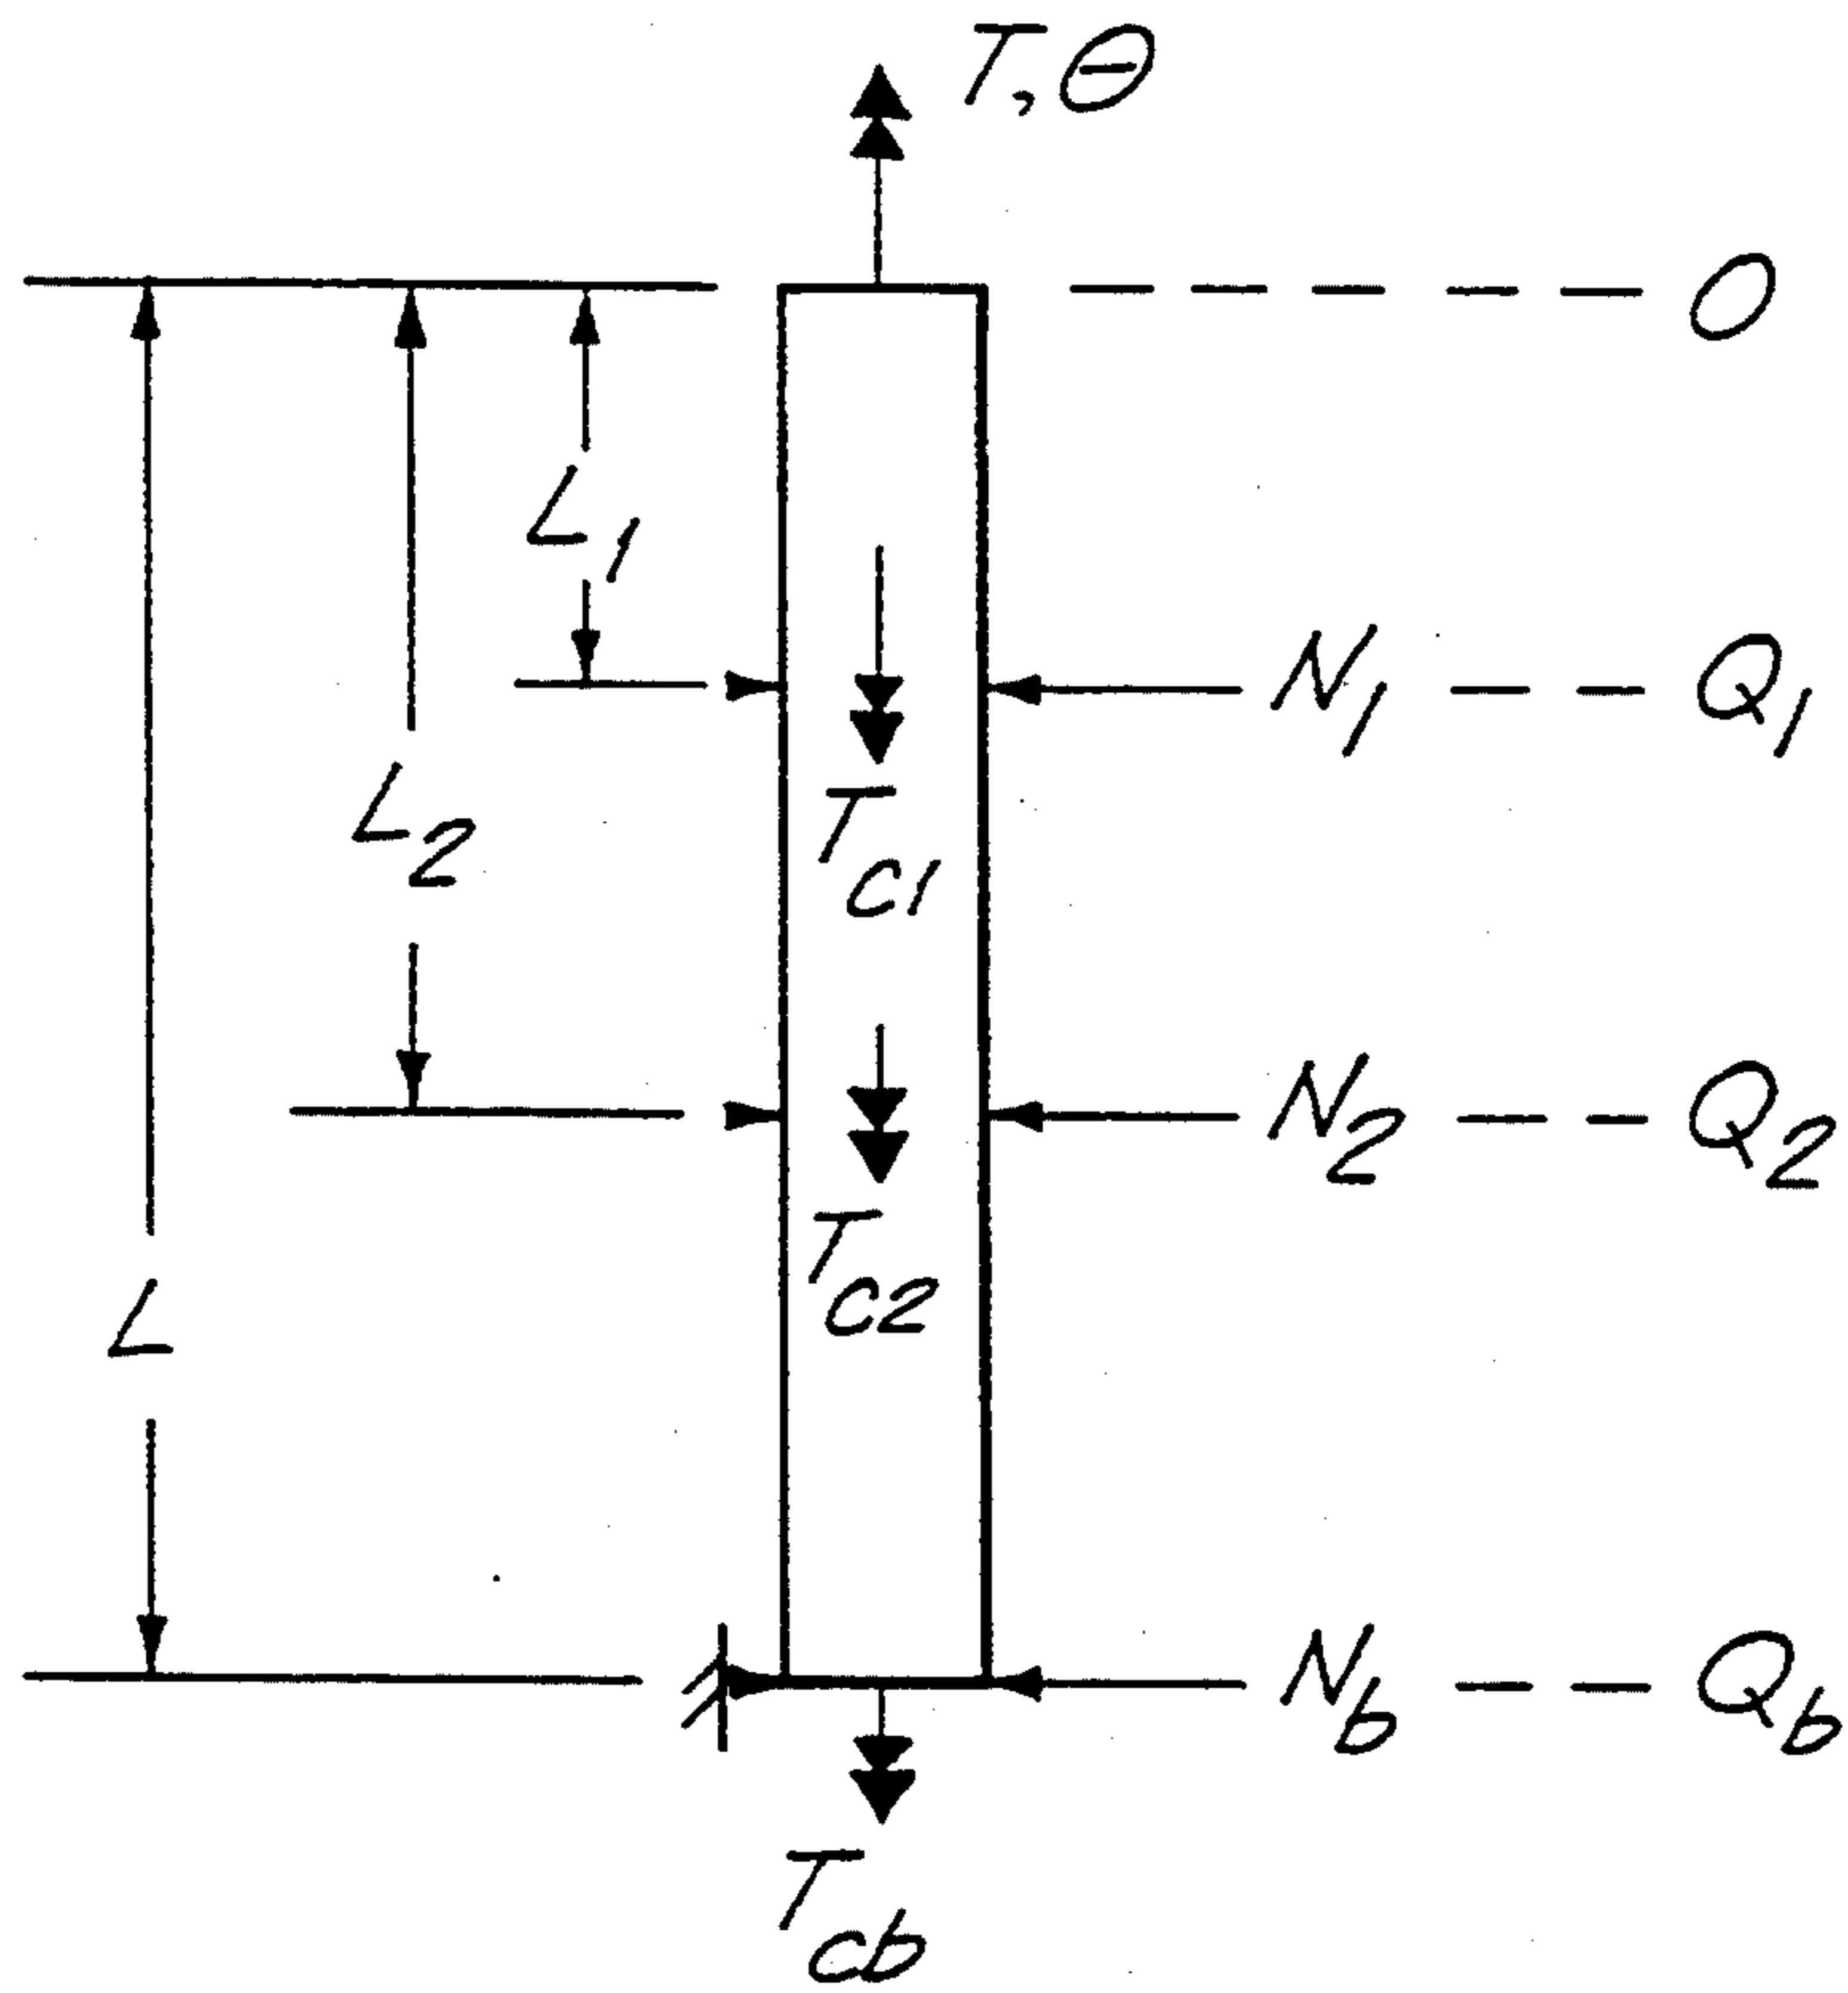 T, Θ
O
L1
N1 Q1
L2
TC1
N2 Q2
TC2
L
Nb Qb
Tcb